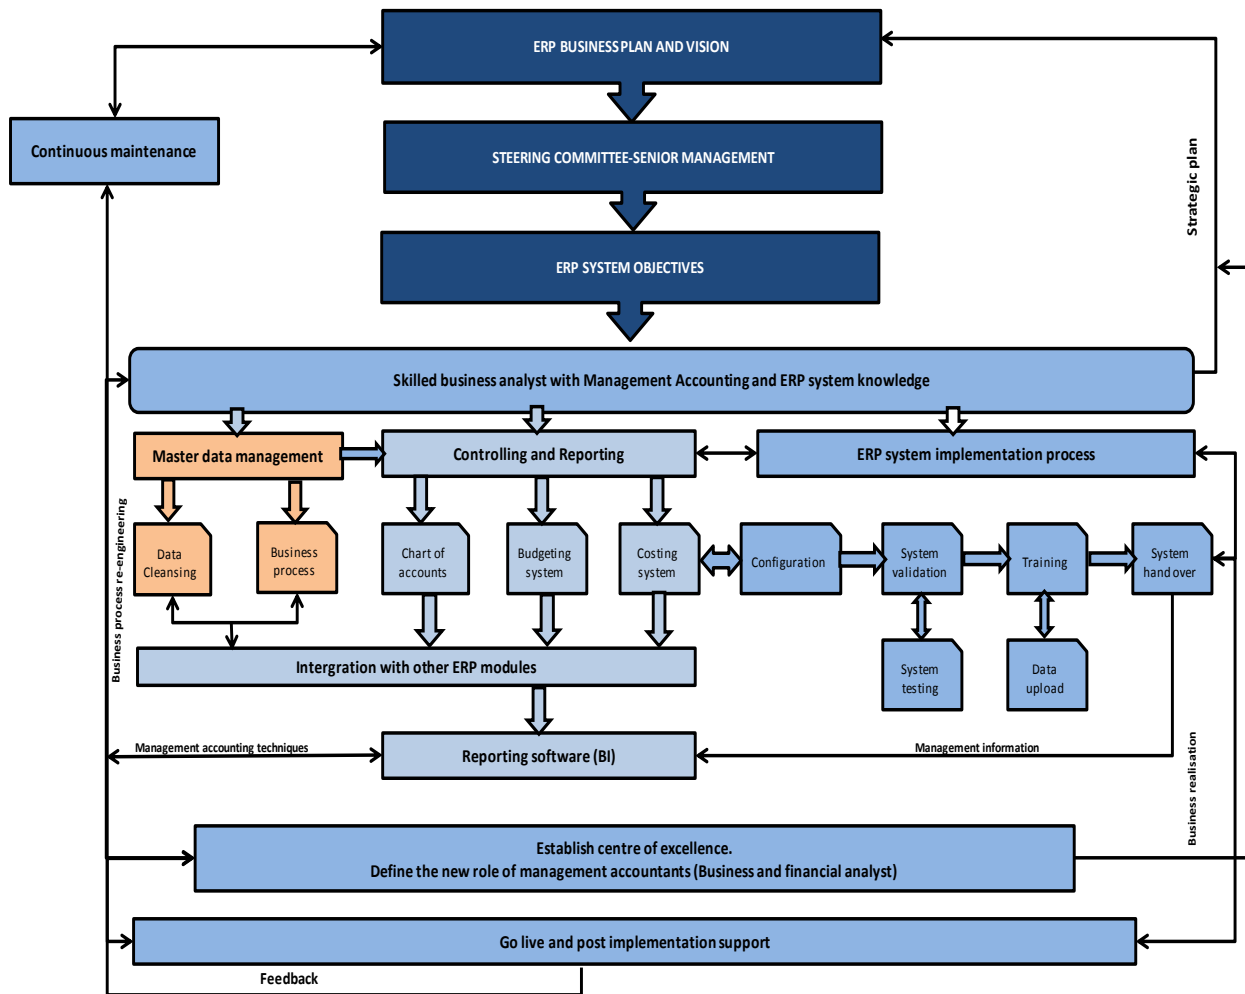 ERP BUSINESS PLAN AND VISION
Continuous maintenance
STEERING COMMITTEE-SENIOR MANAGEMENT
Strategic plan
ERP SYSTEM OBJECTIVES
Skilled business analyst with Management Accounting and ERP system knowledge
Master data management
Controlling and Reporting
ERP system implementation process
Business process re-engineering
Data
Cleansing
Business
process
Chart of
accounts
Budgeting
system
Costing
system
Configuration
System
validation
Training
System
hand over
Intergration with other ERP modules
System
testing
Data
upload
Management accounting techniques
Reporting software (BI)
Management information
Business realisation
Establish centre of excellence.
Define the new role of management accountants (Business and financial analyst)
Go live and post implementation support
Feedback